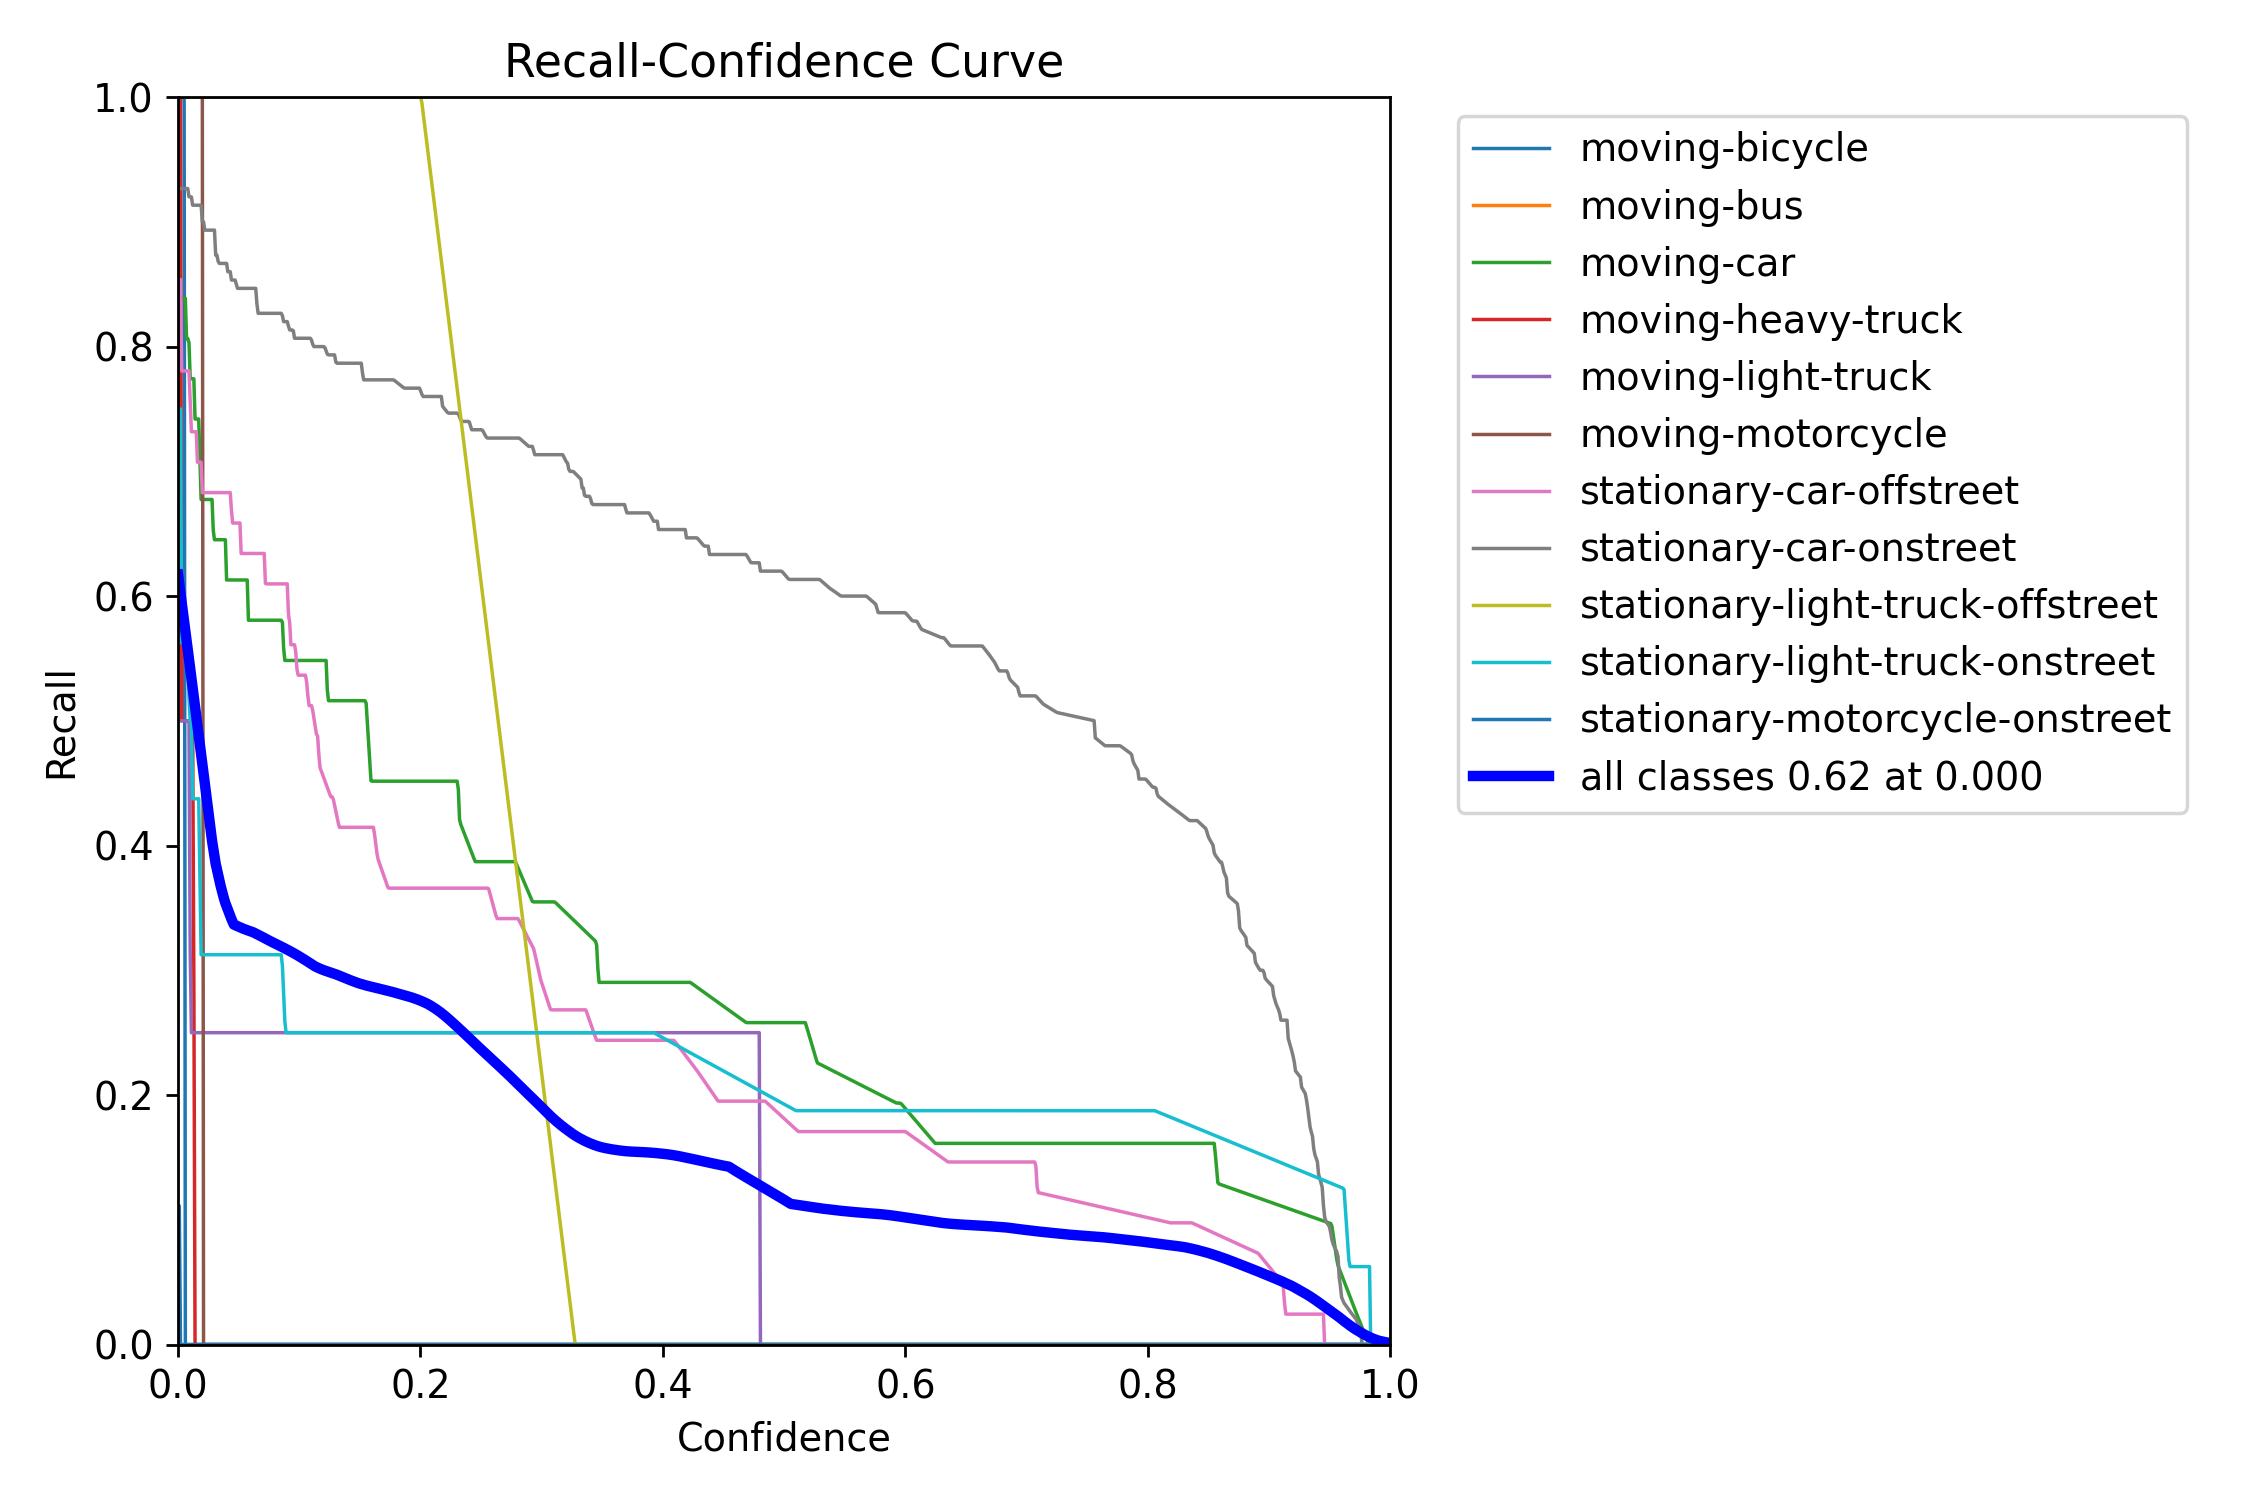 Recall-Confidence Curve
1.0
0.8
0.6
0.4
0.2
0.0
Recall
0.0 0.2 0.4 0.6 0.8 1.0
Confidence
moving-bicycle
moving-bus
moving-car
moving-heavy-truck
moving-light-truck
moving-motorcycle
stationary-car-offstreet
stationary-car-onstreet
stationary-light-truck-offstreet
stationary-light-truck-onstreet
stationary-motorcycle-onstreet
all classes 0.62 at 0.000